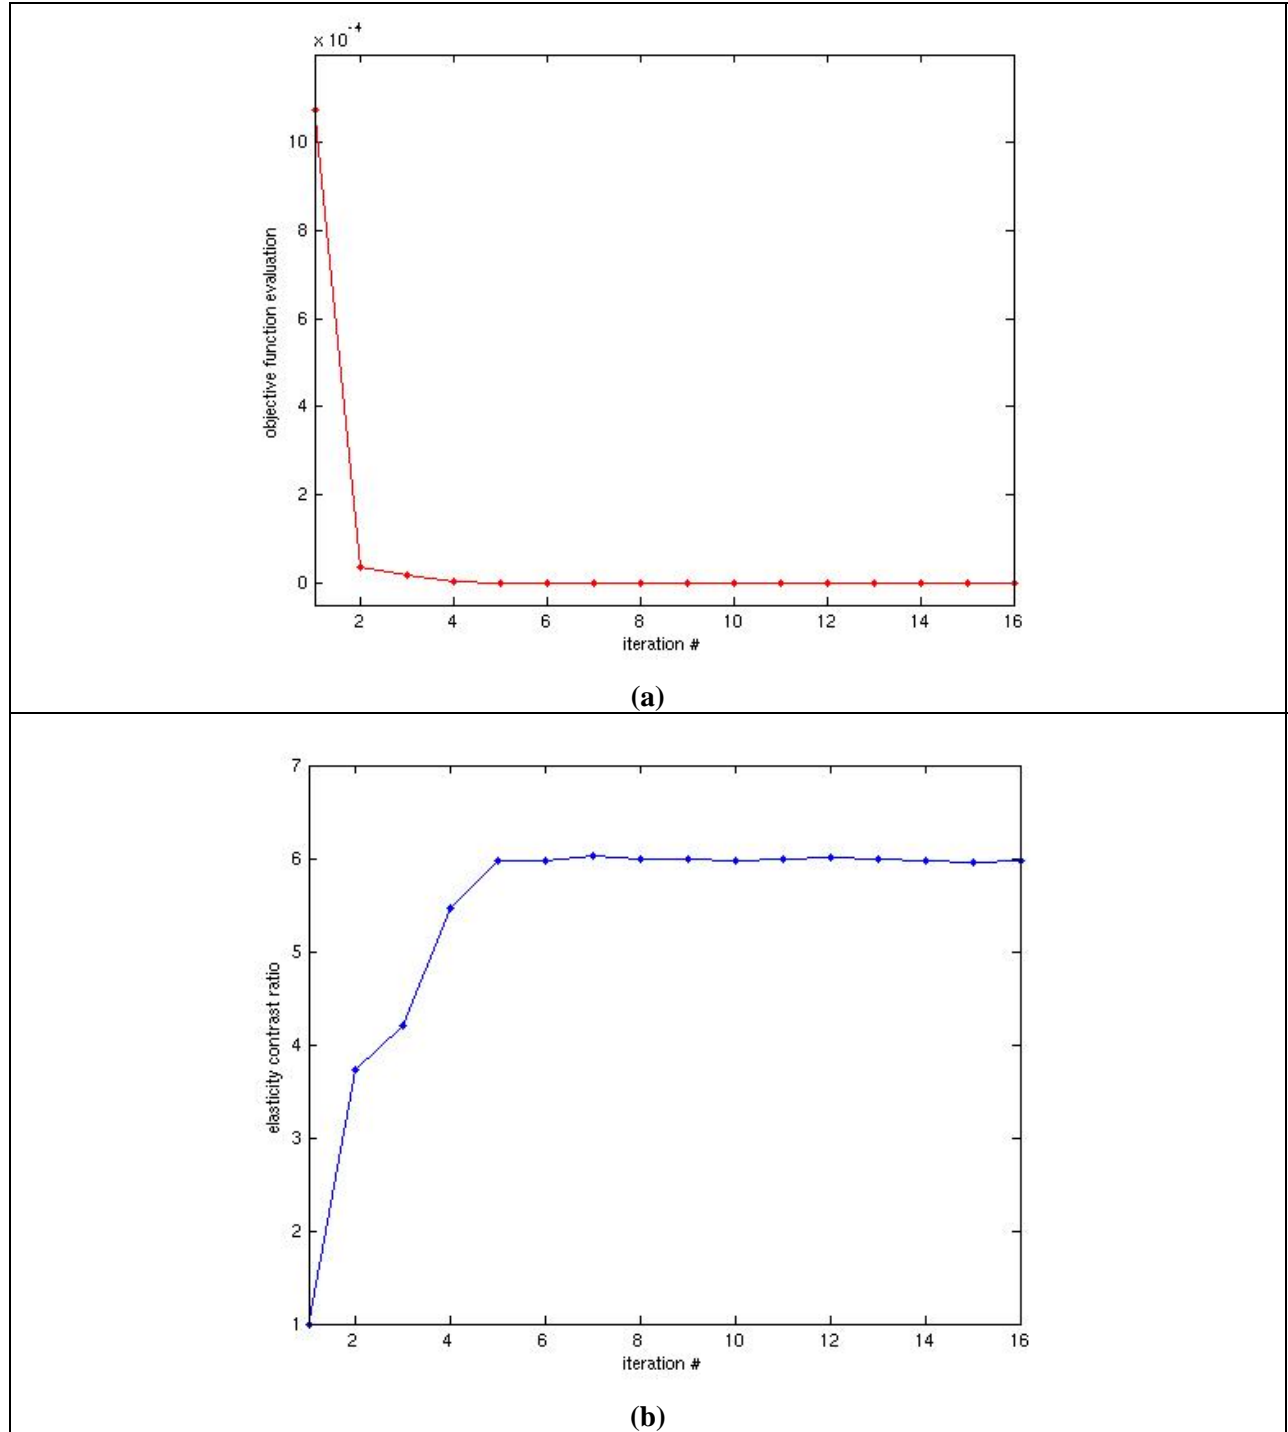 × 10⁻⁴
10
8
6
4
2
0
objective function evaluation
2 4 6 8 10 12 14 16
iteration #
(a)
7
6
5
4
3
2
1
elasticity contrast ratio
2 4 6 8 10 12 14 16
iteration #
(b)